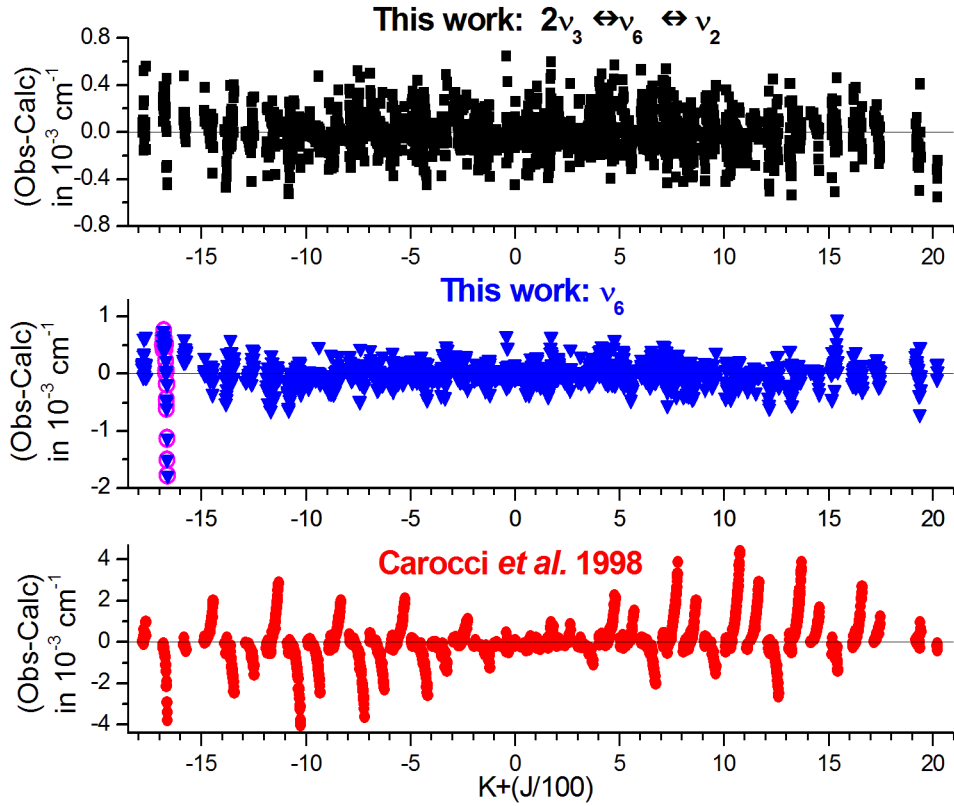 This work: 2ν3 ⇔ν6 ⇔ ν2
(Obs-Calc)
in 10-3 cm-1
0.8
0.4
0.0
-0.4
-0.8
-15 -10 -5 0 5 10 15 20
This work: ν6
(Obs-Calc)
in 10-3 cm-1
1
0
-1
-2
-15 -10 -5 0 5 10 15 20
Carocci et al. 1998
(Obs-Calc)
in 10-3 cm-1
4
2
0
-2
-4
-15 -10 -5 0 5 10 15 20
K+(J/100)